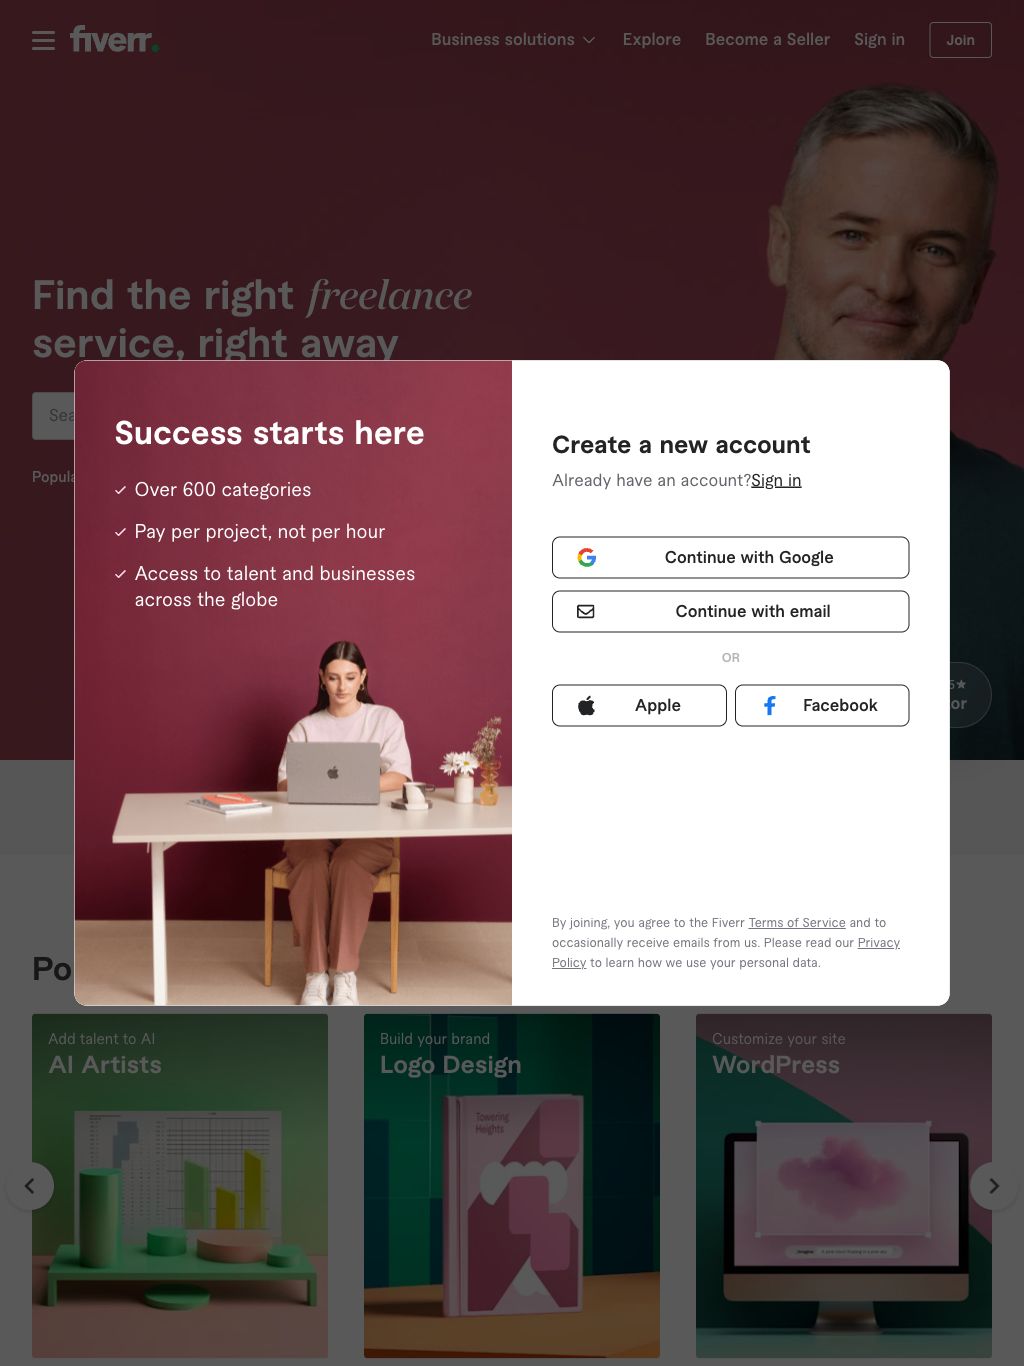 fiverr.
Business solutions
Explore
Become a Seller
Sign in
Join
Find the right freelance
service, right away
Success starts here
Over 600 categories
Pay per project, not per hour
Access to talent and businesses
across the globe
Create a new account
Already have an account?Sign in
Continue with Google
Continue with email
OR
Apple
Facebook
By joining, you agree to the Fiverr Terms of Service and to
occasionally receive emails from us. Please read our Privacy
Policy to learn how we use your personal data.
Add talent to AI
AI Artists
Build your brand
Logo Design
Towering
Heights
Customize your site
WordPress